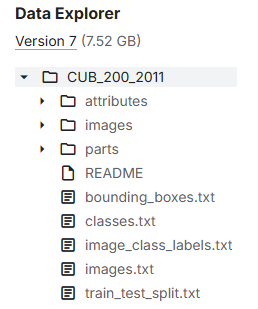 Data Explorer
Version 7 (7.52 GB)
CUB_200_2011
attributes
images
parts
README
bounding_boxes.txt
classes.txt
image_class_labels.txt
images.txt
train_test_split.txt